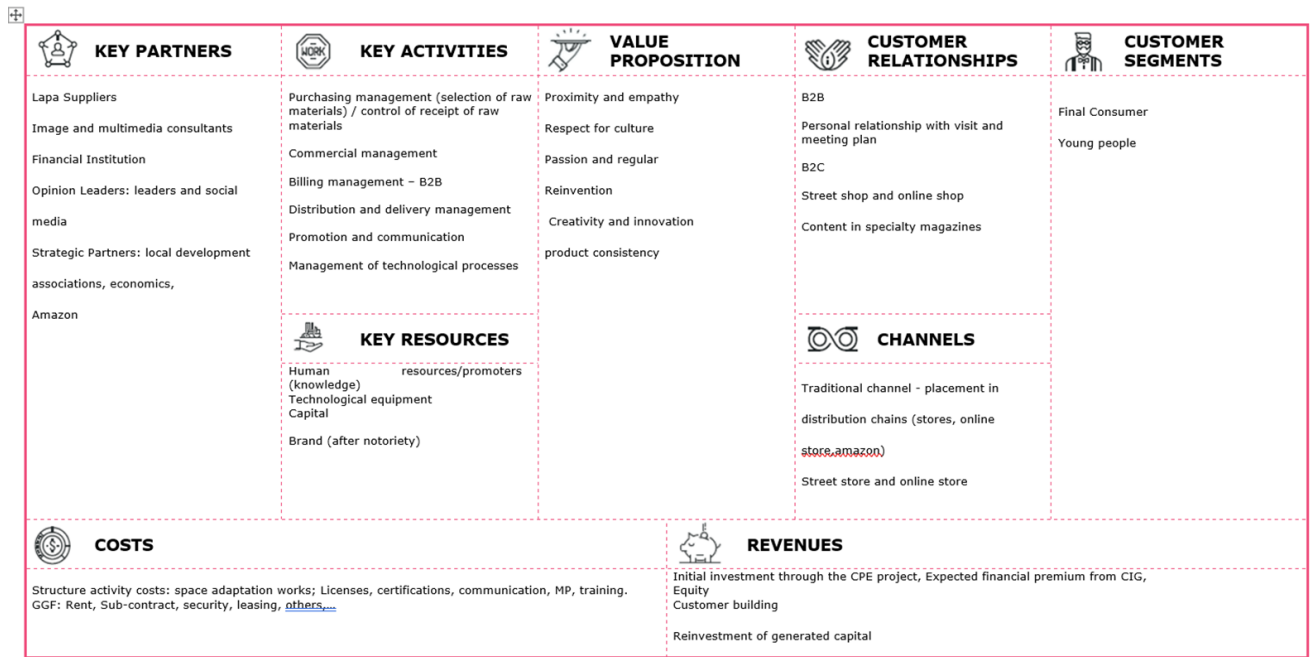 KEY PARTNERS
Lapa Suppliers
Image and multimedia consultants
Financial Institution
Opinion Leaders: leaders and social
media
Strategic Partners: local development
associations, economics,
Amazon
WORK
KEY ACTIVITIES
Purchasing management (selection of raw
materials) / control of receipt of raw
materials
Commercial management
Billing management – B2B
Distribution and delivery management
Promotion and communication
Management of technological processes
KEY RESOURCES
Human resources/promoters
(knowledge)
Technological equipment
Capital
Brand (after notoriety)
VALUE
PROPOSITION
Proximity and empathy
Respect for culture
Passion and regular
Reinvention
Creativity and innovation
product consistency
CUSTOMER
RELATIONSHIPS
B2B
Personal relationship with visit and
meeting plan
B2C
Street shop and online shop
Content in specialty magazines
CHANNELS
Traditional channel - placement in
distribution chains (stores, online
store,amazon)
Street store and online store
CUSTOMER
SEGMENTS
Final Consumer
Young people
COSTS
Structure activity costs: space adaptation works; Licenses, certifications, communication, MP, training.
GGF: Rent, Sub-contract, security, leasing, others,...
REVENUES
Initial investment through the CPE project, Expected financial premium from CIG,
Equity
Customer building
Reinvestment of generated capital